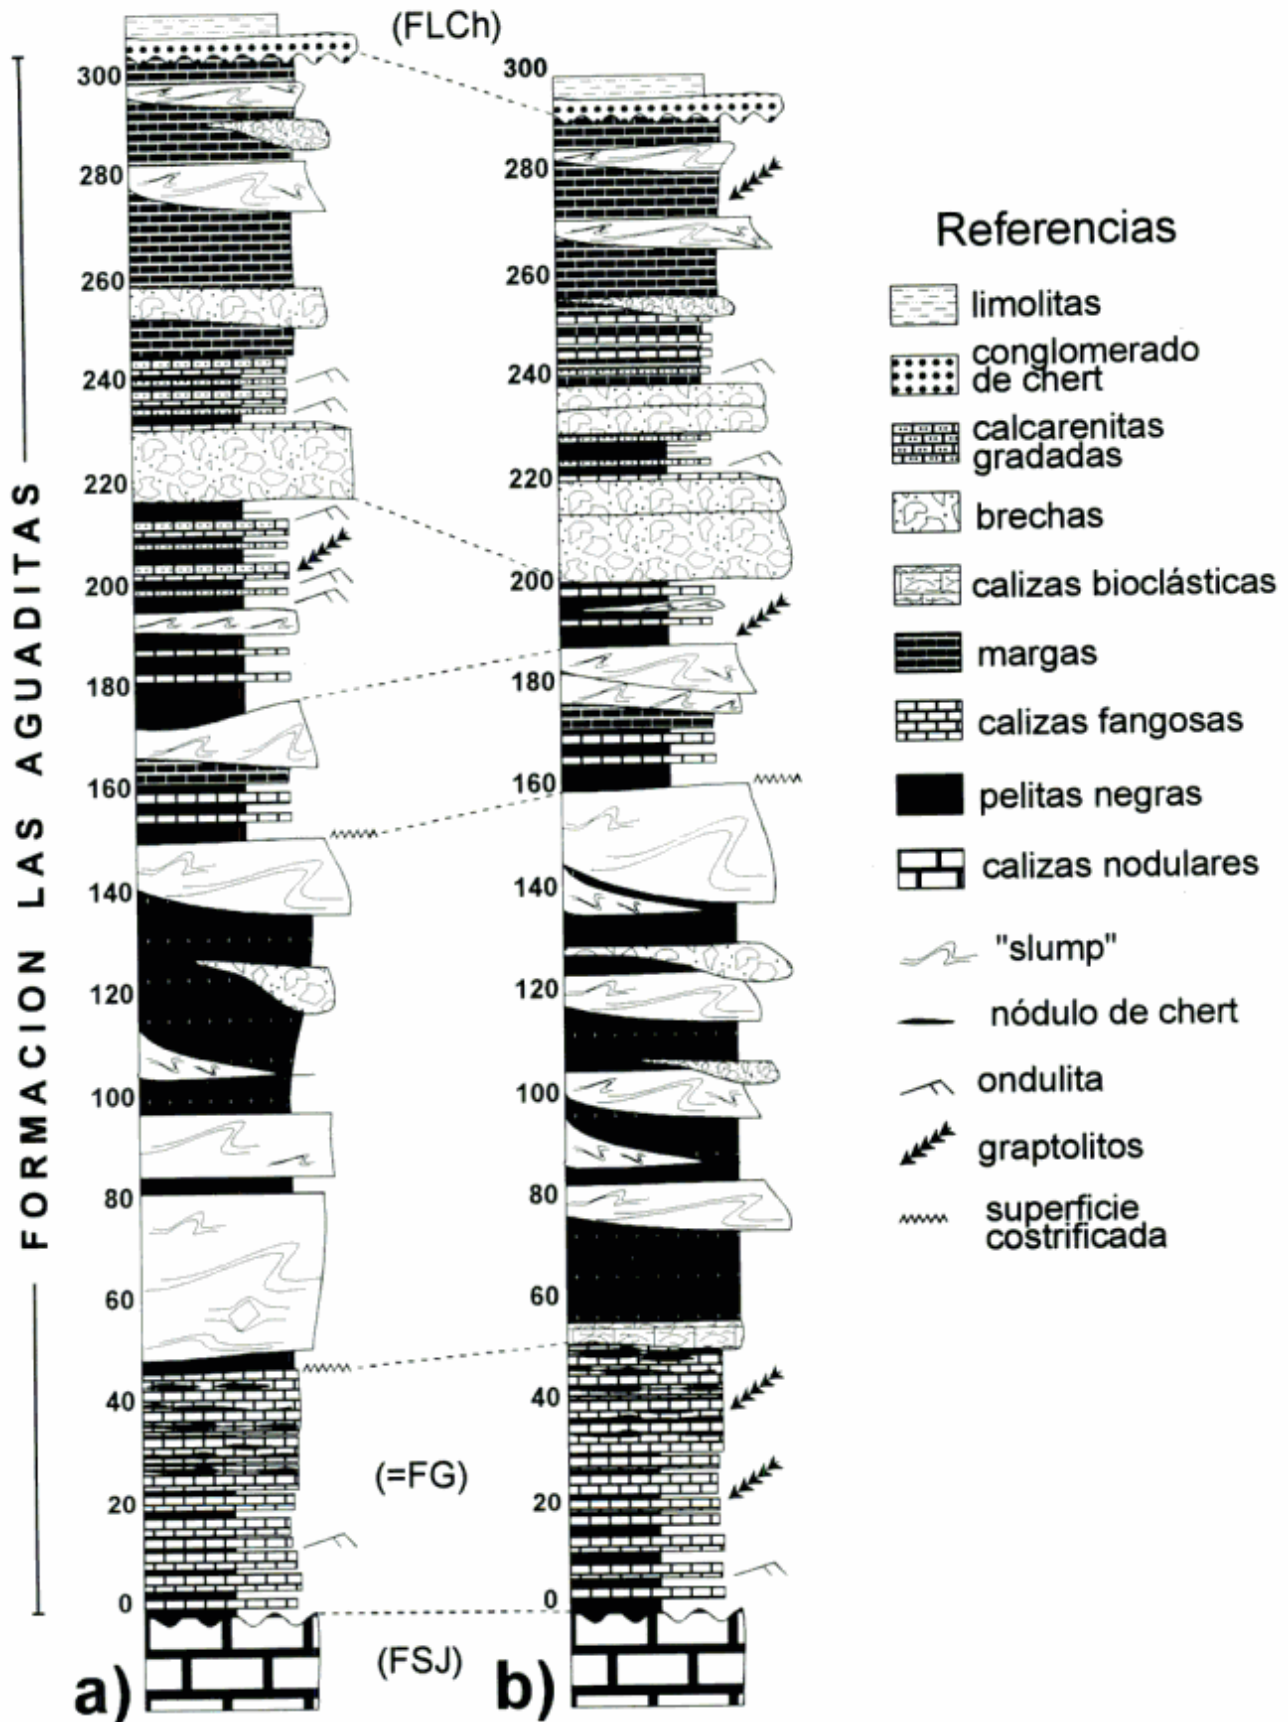 (FLCh)
FORMACION LAS AGUADITAS
300
280
260
240
220
200
180
160
140
120
100
80
60
40
20
0
a)
(=FG)
(FSJ)
300
280
260
240
220
200
180
160
140
120
100
80
60
40
20
0
b)
Referencias
limolitas
conglomerado
de chert
calcarenitas
gradadas
brechas
calizas bioclásticas
margas
calizas fangosas
pelitas negras
calizas nodulares
"slump"
nódulo de chert
ondulita
graptolitos
superficie
costrificada